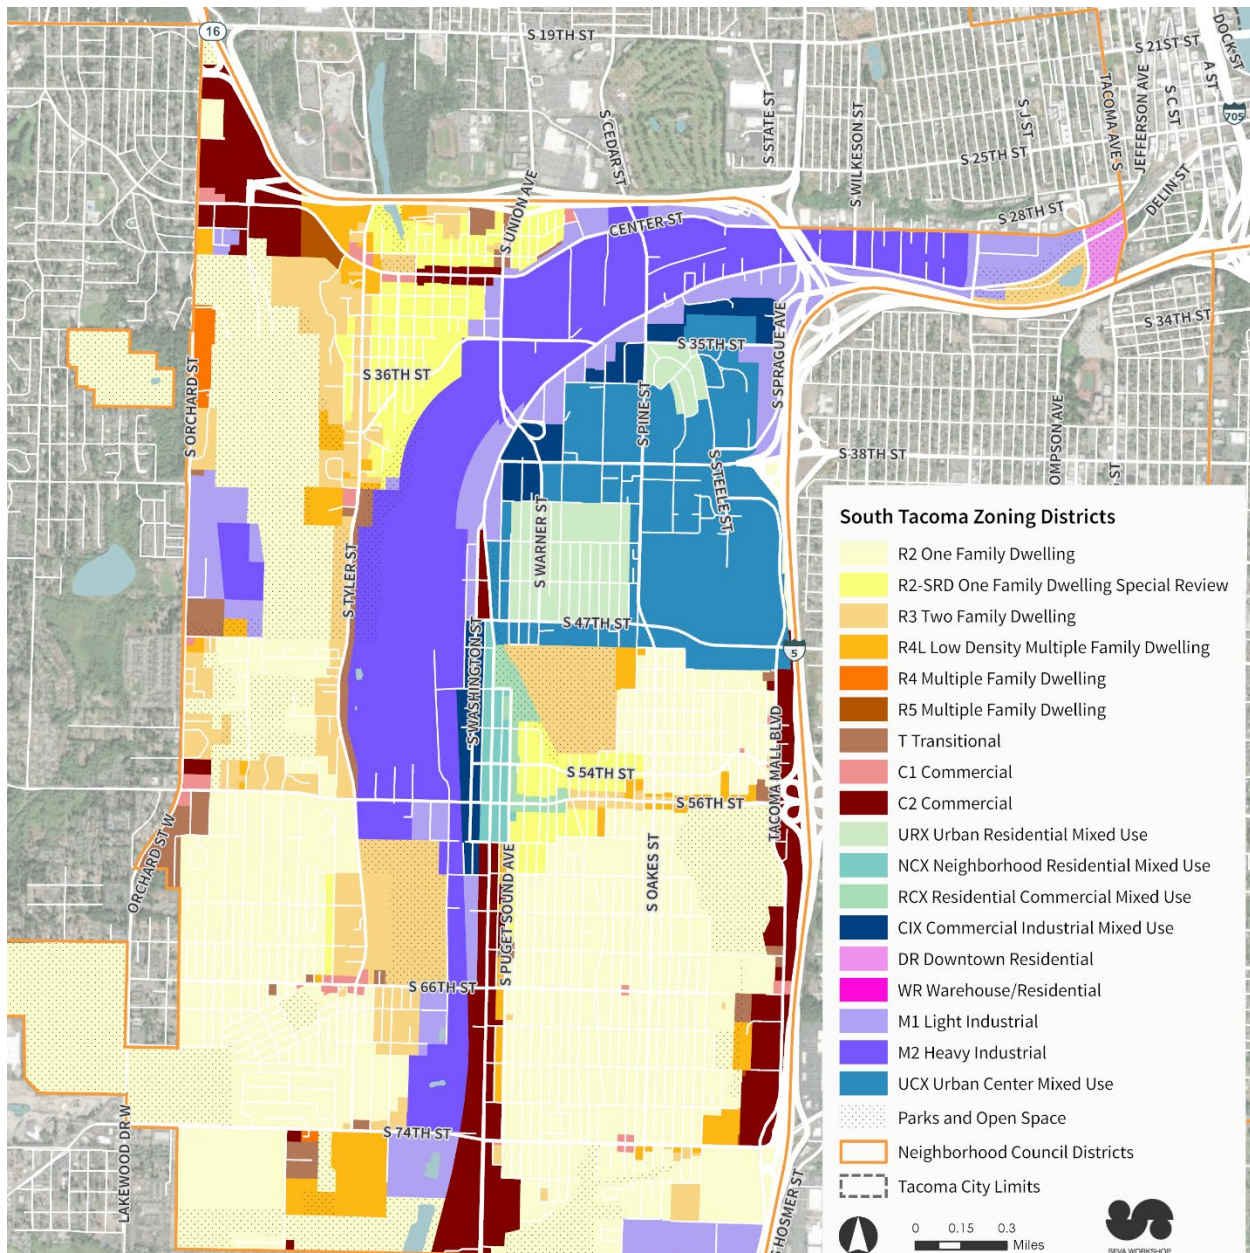 16
S 19TH ST
S 21ST ST
DOCK ST
A ST
705
S CEDAR ST
S STATE ST
S WILKESON ST
S J ST
TACOMA AVE S
JEFFERSON AVE
S C ST
S 25TH ST
DELIN ST
S 28TH ST
S UNION AVE
CENTER ST
S 34TH ST
S 35TH ST
S SPRAGUE AVE
S 36TH ST
S ORCHARD ST
S PINE ST
S 38TH ST
OMPSON AVE
S STEELE ST
S WARNER ST
S TYLER ST
S 47TH ST
5
S WASHINGTON ST
TACOMA MALL BLVD
S 54TH ST
S 56TH ST
ORCHARD ST W
S PUGET SOUND AVE
S OAKES ST
S 66TH ST
S 74TH ST
LAKEWOOD DR W
S HOSMER ST
South Tacoma Zoning Districts
R2 One Family Dwelling
R2-SRD One Family Dwelling Special Review
R3 Two Family Dwelling
R4L Low Density Multiple Family Dwelling
R4 Multiple Family Dwelling
R5 Multiple Family Dwelling
T Transitional
C1 Commercial
C2 Commercial
URX Urban Residential Mixed Use
NCX Neighborhood Residential Mixed Use
RCX Residential Commercial Mixed Use
CIX Commercial Industrial Mixed Use
DR Downtown Residential
WR Warehouse/Residential
M1 Light Industrial
M2 Heavy Industrial
UCX Urban Center Mixed Use
Parks and Open Space
Neighborhood Council Districts
Tacoma City Limits
0 0.15 0.3
Miles
SEVA WORKSHOP